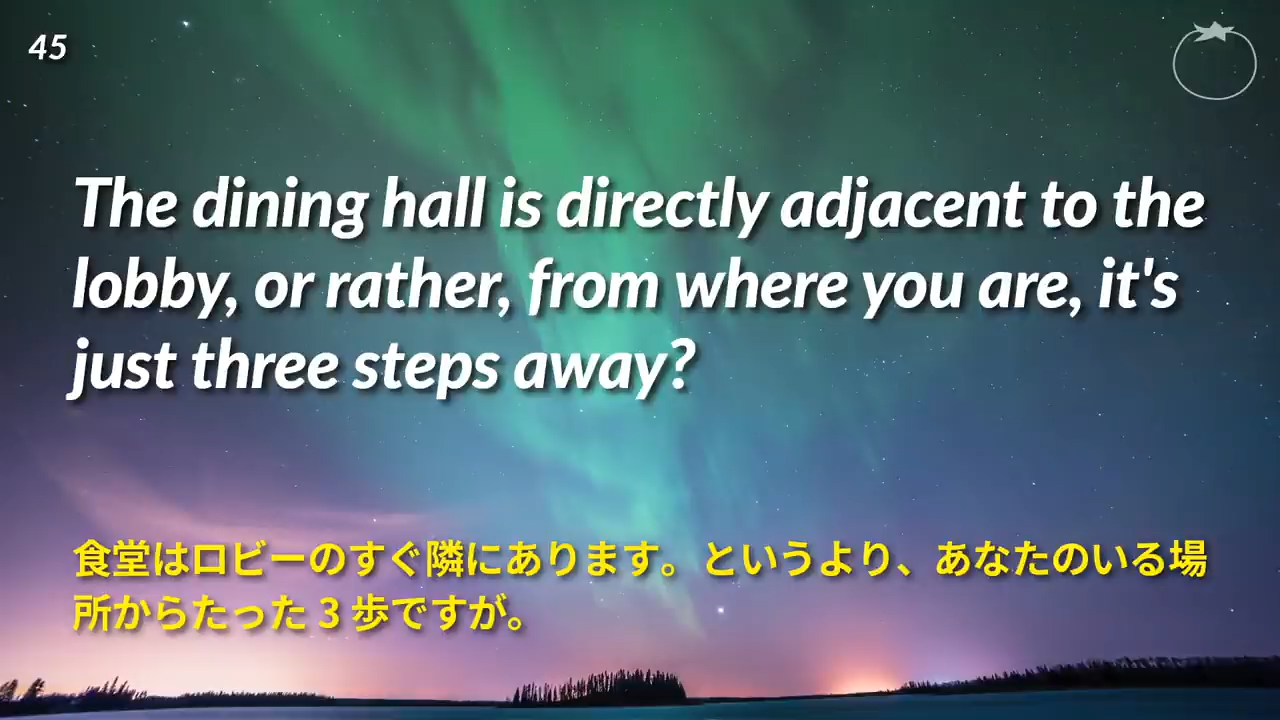 45
The dining hall is directly adjacent to the
lobby, or rather, from where you are, it's
just three steps away?
食堂はロビーのすぐ隣にあります。というより、あなたのいる場
所からたった 3 歩ですが。